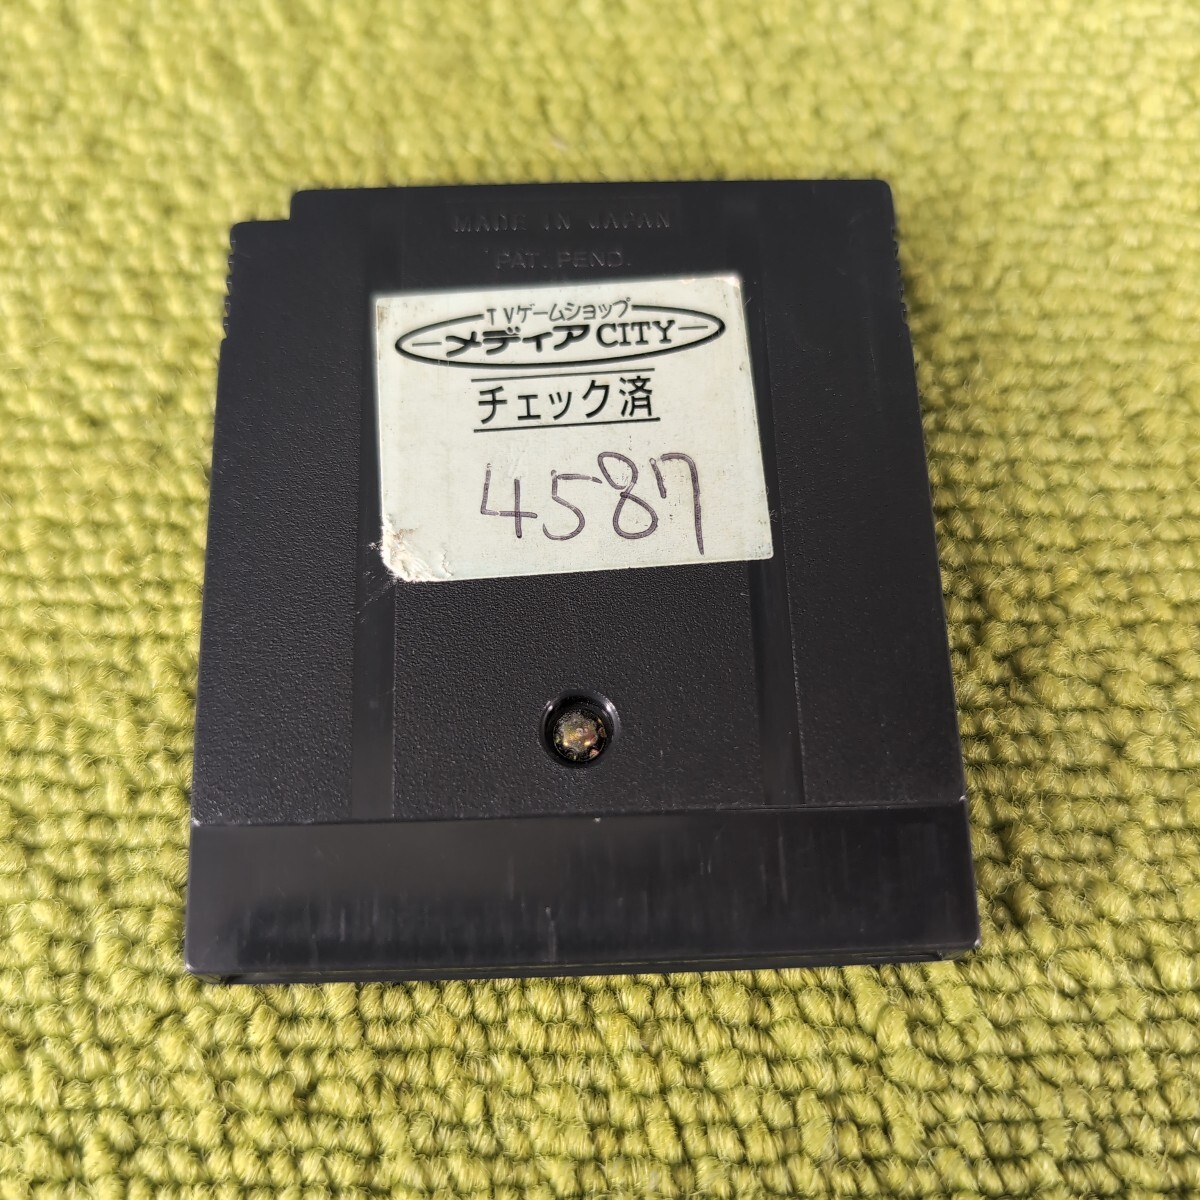 MADE IN JAPAN
PAT. PEND.
TVゲームショップ
メディアCITY
チェック済
4587